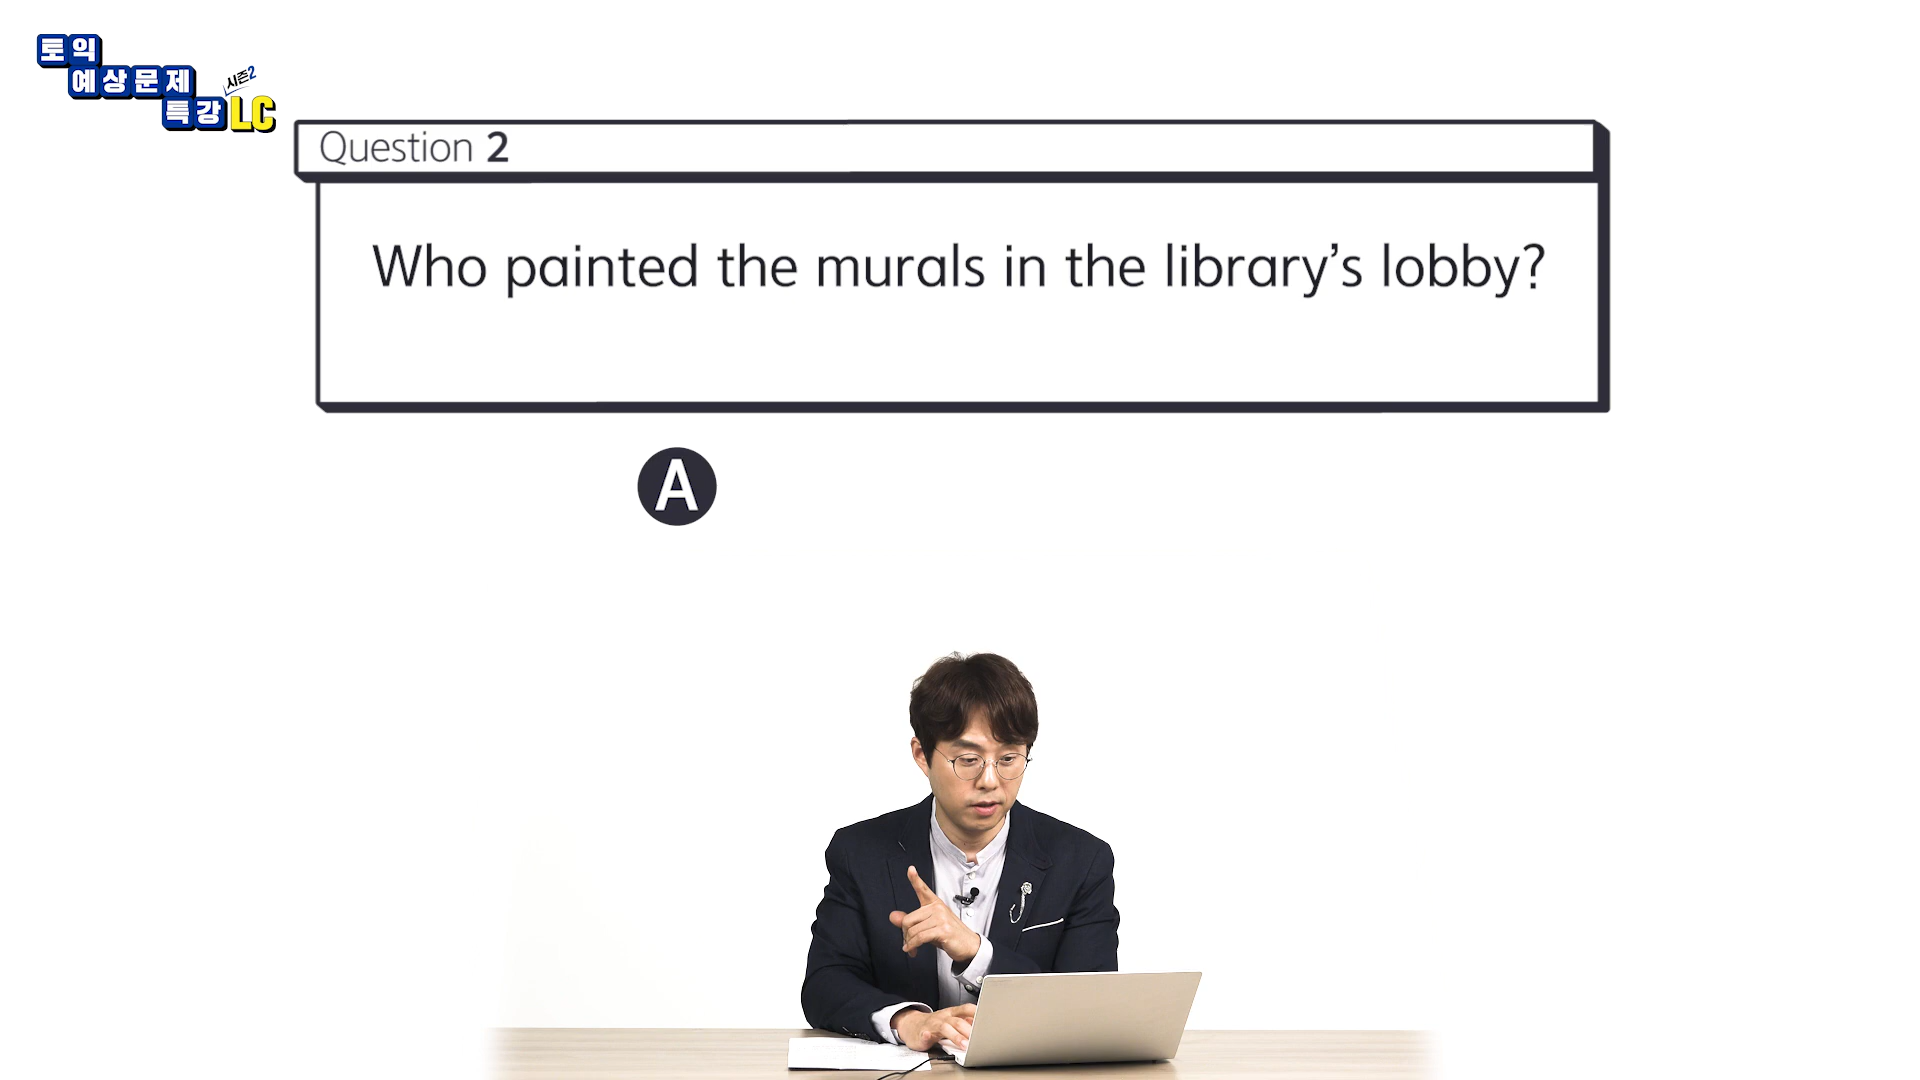 토익
예상문제
특강 LC
시즌2
Question 2
Who painted the murals in the library’s lobby?
A